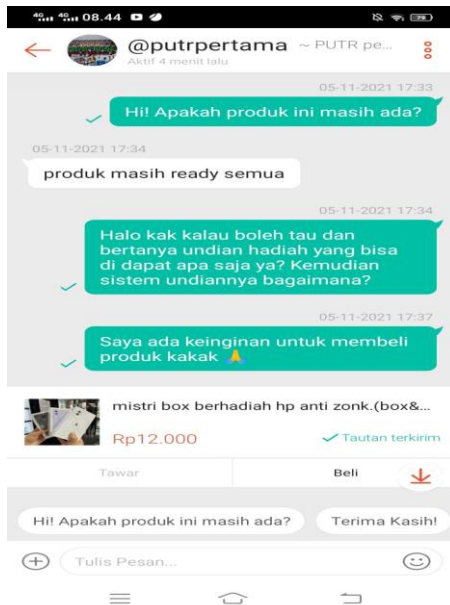 46 46 08.44
@putrpertama ~ PUTR pe...
Aktif 4 menit lalu
05-11-2021 17:33
Hi! Apakah produk ini masih ada?
05-11-2021 17:34
produk masih ready semua
05-11-2021 17:34
Halo kak kalau boleh tau dan
bertanya undian hadiah yang bisa
di dapat apa saja ya? Kemudian
sistem undiannya bagaimana?
05-11-2021 17:37
Saya ada keinginan untuk membeli
produk kakak 🙏
mistri box berhadiah hp anti zonk.(box&...
Rp12.000
Tautan terkirim
Tawar
Beli
Hi! Apakah produk ini masih ada?
Terima Kasih!
Tulis Pesan...